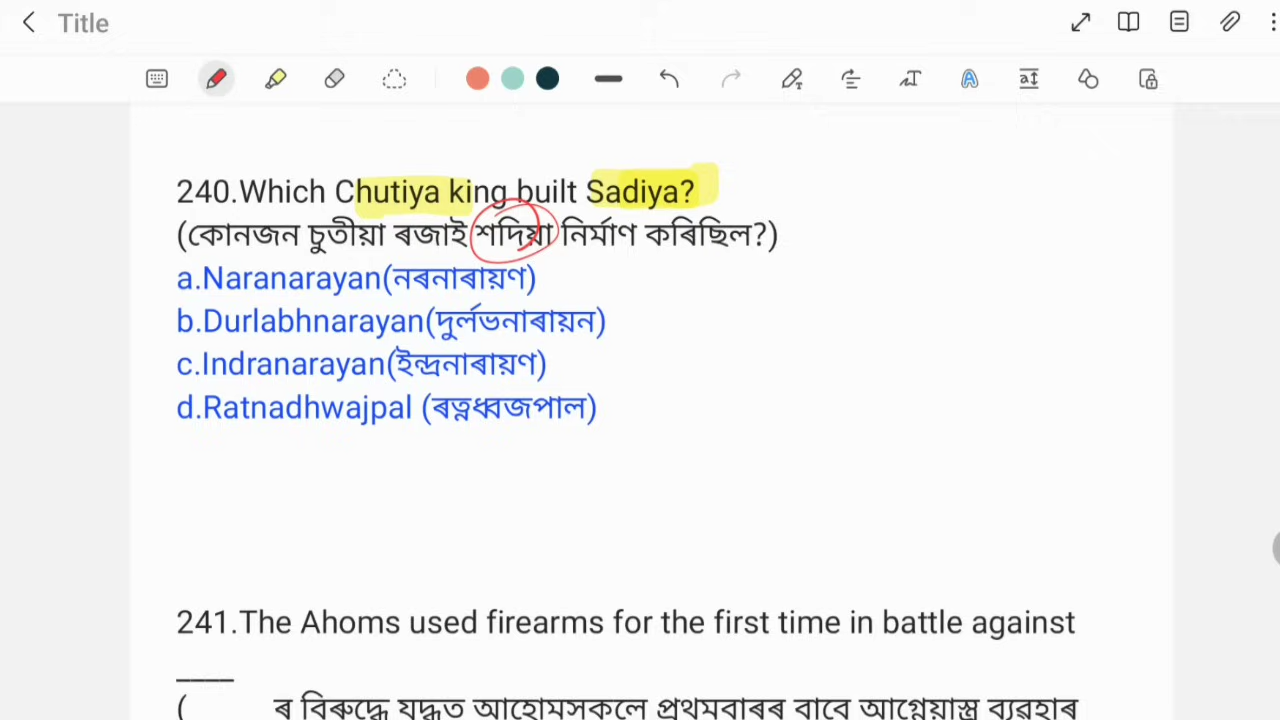 Title
240.Which Chutiya king built Sadiya?
(কোনজন চুতীয়া ৰজাই শদিয়া নিৰ্মাণ কৰিছিল?)
a.Naranarayan(নৰনাৰায়ণ)
b.Durlabhnarayan(দুৰ্লভনাৰায়ন)
c.Indranarayan(ইন্দ্ৰনাৰায়ণ)
d.Ratnadhwajpal (ৰত্নধ্বজপাল)
241.The Ahoms used firearms for the first time in battle against
____
( ৰ বিৰুদ্ধে যুদ্ধত আহোমসকলে প্ৰথমবাৰৰ বাবে আগ্নেয়াস্ত্ৰ ব্যৱহাৰ